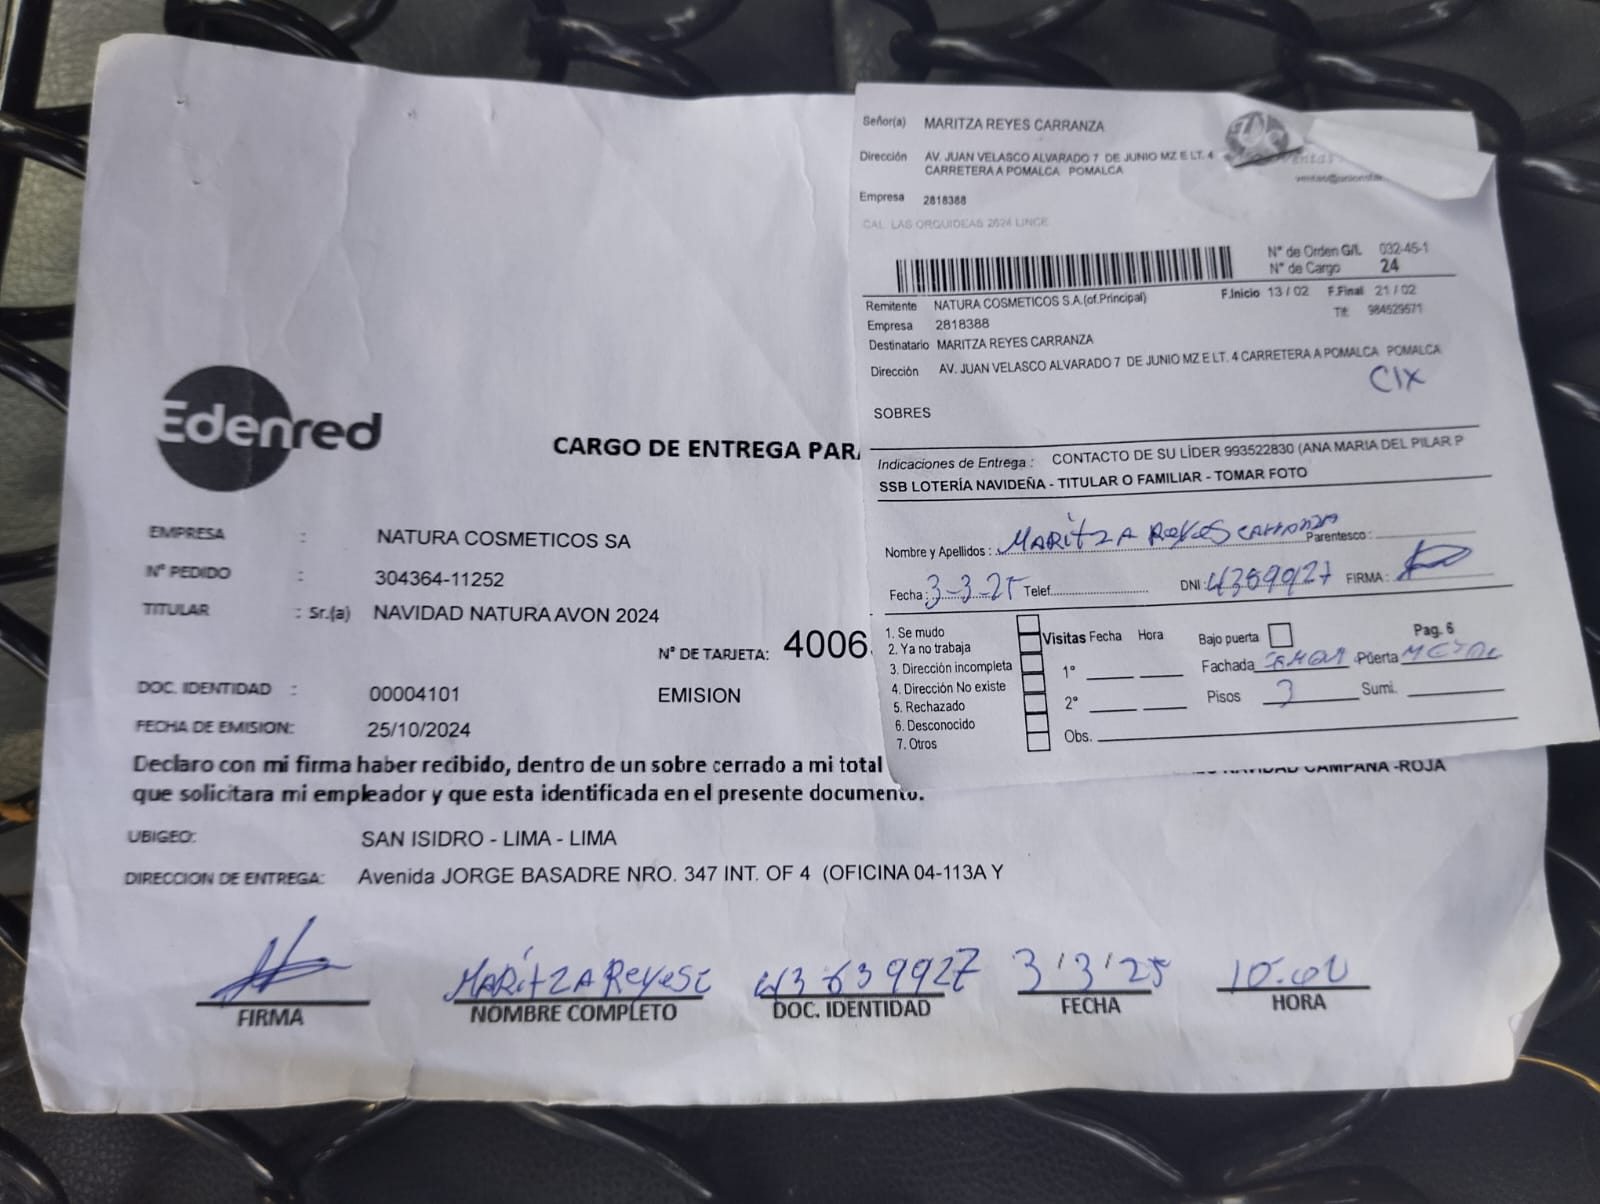 Edenred
CARGO DE ENTREGA PARA
EMPRESA : NATURA COSMETICOS SA
N° PEDIDO : 304364-11252
TITULAR : Sr.(a) NAVIDAD NATURA AVON 2024
N° DE TARJETA: 4006
DOC. IDENTIDAD : 00004101 EMISION
FECHA DE EMISION: 25/10/2024
Declaro con mi firma haber recibido, dentro de un sobre cerrado a mi total NAVIDAD CAMPAÑA -ROJA
que solicitara mi empleador y que esta identificada en el presente documento.
UBIGEO: SAN ISIDRO - LIMA - LIMA
DIRECCION DE ENTREGA: Avenida JORGE BASADRE NRO. 347 INT. OF 4 (OFICINA 04-113A Y
MARITZA Reyes C 43639927 3/3/25 10:00
FIRMA NOMBRE COMPLETO DOC. IDENTIDAD FECHA HORA
Señor(a) MARITZA REYES CARRANZA
Dirección AV. JUAN VELASCO ALVARADO 7 DE JUNIO MZ E LT. 4
CARRETERA A POMALCA POMALCA
Empresa 2818388
CAL. LAS ORQUIDEAS 2624 LINCE
N° de Orden G/L 032-45-1
N° de Cargo 24
Remitente NATURA COSMETICOS S.A.(of.Principal) F.Inicio 13 / 02 F.Final 21 / 02
Empresa 2818388 Tlf: 984529571
Destinatario MARITZA REYES CARRANZA
Dirección AV. JUAN VELASCO ALVARADO 7 DE JUNIO MZ E LT. 4 CARRETERA A POMALCA POMALCA
CIX
SOBRES
Indicaciones de Entrega : CONTACTO DE SU LÍDER 993522830 (ANA MARIA DEL PILAR P
SSB LOTERÍA NAVIDEÑA - TITULAR O FAMILIAR - TOMAR FOTO
Nombre y Apellidos : MARITZA Reyes CARRANZA Parentesco :
Fecha : 3-3-25 Telef. DNI : FIRMA :
1. Se mudo
2. Ya no trabaja
3. Dirección incompleta
4. Dirección No existe
5. Rechazado
6. Desconocido
7. Otros
Visitas Fecha Hora Bajo puerta Pag. 6
1° Fachada Puerta METAL
2° Pisos 3 Sumi.
Obs.